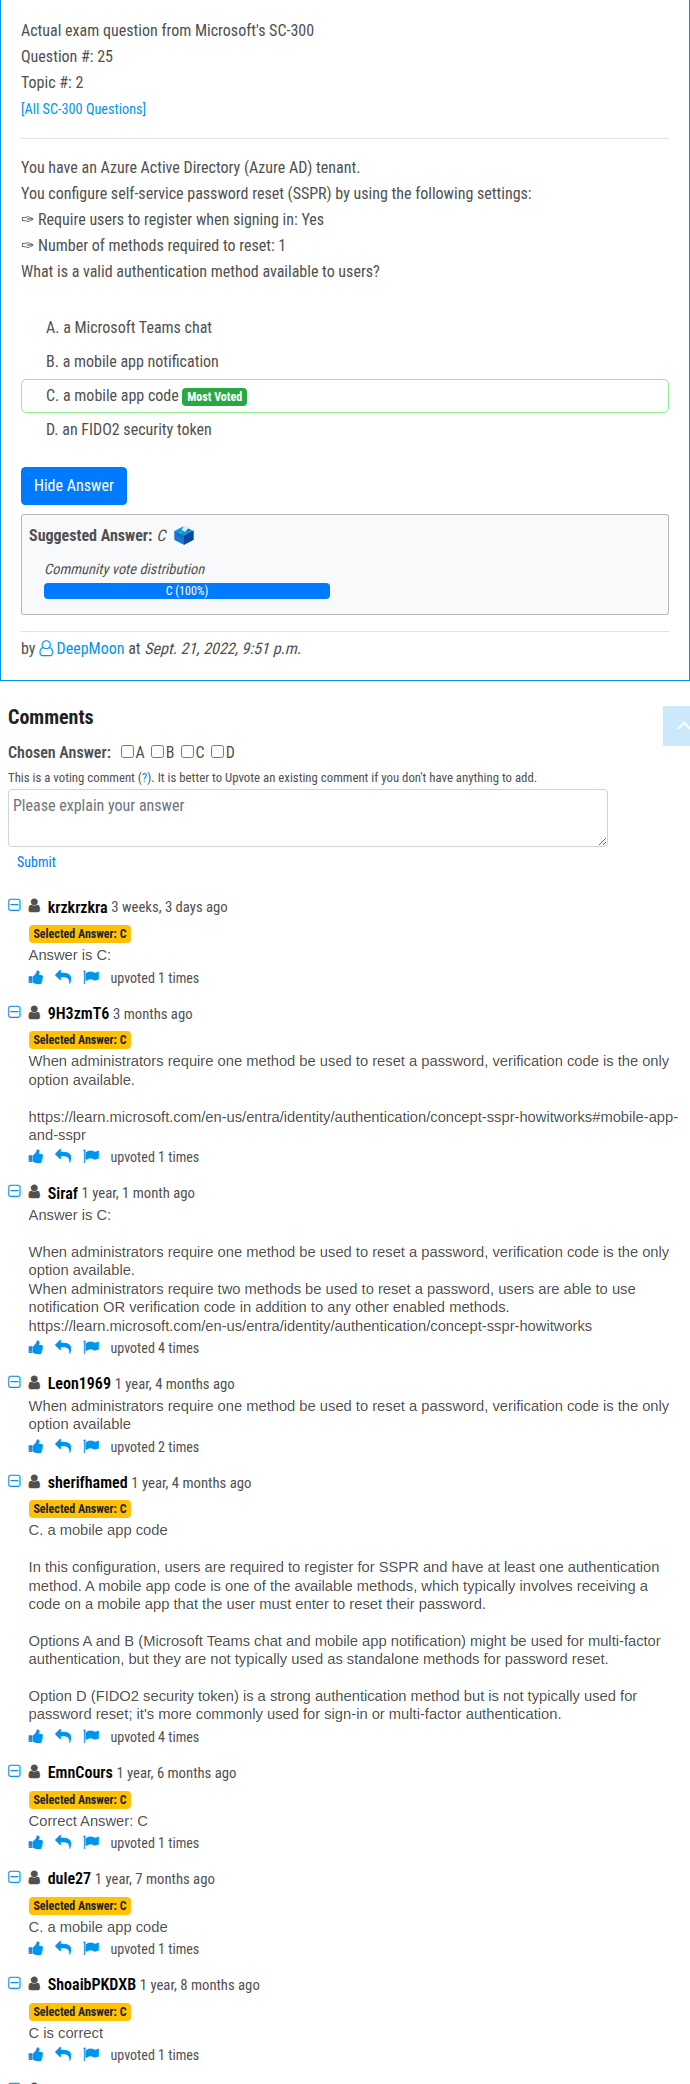 Actual exam question from Microsoft's SC-300
Question #: 25
Topic #: 2
[All SC-300 Questions]
You have an Azure Active Directory (Azure AD) tenant.
You configure self-service password reset (SSPR) by using the following settings:
✑ Require users to register when signing in: Yes
✑ Number of methods required to reset: 1
What is a valid authentication method available to users?
A. a Microsoft Teams chat
B. a mobile app notification
C. a mobile app code Most Voted
D. an FIDO2 security token
Hide Answer
Suggested Answer: C
Community vote distribution
C (100%)
by DeepMoon at Sept. 21, 2022, 9:51 p.m.
Comments
Chosen Answer: A B C D
This is a voting comment (?). It is better to Upvote an existing comment if you don't have anything to add.
Please explain your answer
Submit
krzkrzkra 3 weeks, 3 days ago
Selected Answer: C
Answer is C:
upvoted 1 times
9H3zmT6 3 months ago
Selected Answer: C
When administrators require one method be used to reset a password, verification code is the only
option available.
https://learn.microsoft.com/en-us/entra/identity/authentication/concept-sspr-howitworks#mobile-app-
and-sspr
upvoted 1 times
Siraf 1 year, 1 month ago
Answer is C:
When administrators require one method be used to reset a password, verification code is the only
option available.
When administrators require two methods be used to reset a password, users are able to use
notification OR verification code in addition to any other enabled methods.
https://learn.microsoft.com/en-us/entra/identity/authentication/concept-sspr-howitworks
upvoted 4 times
Leon1969 1 year, 4 months ago
When administrators require one method be used to reset a password, verification code is the only
option available
upvoted 2 times
sherifhamed 1 year, 4 months ago
Selected Answer: C
C. a mobile app code
In this configuration, users are required to register for SSPR and have at least one authentication
method. A mobile app code is one of the available methods, which typically involves receiving a
code on a mobile app that the user must enter to reset their password.
Options A and B (Microsoft Teams chat and mobile app notification) might be used for multi-factor
authentication, but they are not typically used as standalone methods for password reset.
Option D (FIDO2 security token) is a strong authentication method but is not typically used for
password reset; it's more commonly used for sign-in or multi-factor authentication.
upvoted 4 times
EmnCours 1 year, 6 months ago
Selected Answer: C
Correct Answer: C
upvoted 1 times
dule27 1 year, 7 months ago
Selected Answer: C
C. a mobile app code
upvoted 1 times
ShoaibPKDXB 1 year, 8 months ago
Selected Answer: C
C is correct
upvoted 1 times